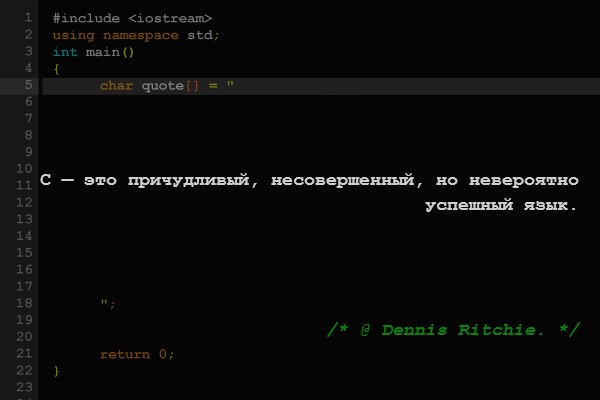 1 #include <iostream>
2 using namespace std;
3 int main()
4 {
5 char quote[] = "
6
7
8
9
10
11 С — это причудливый, несовершенный, но невероятно
12 успешный язык.
13
14
15
16
17
18 ";
19
20 /* @ Dennis Ritchie. */
21 return 0;
22 }
23